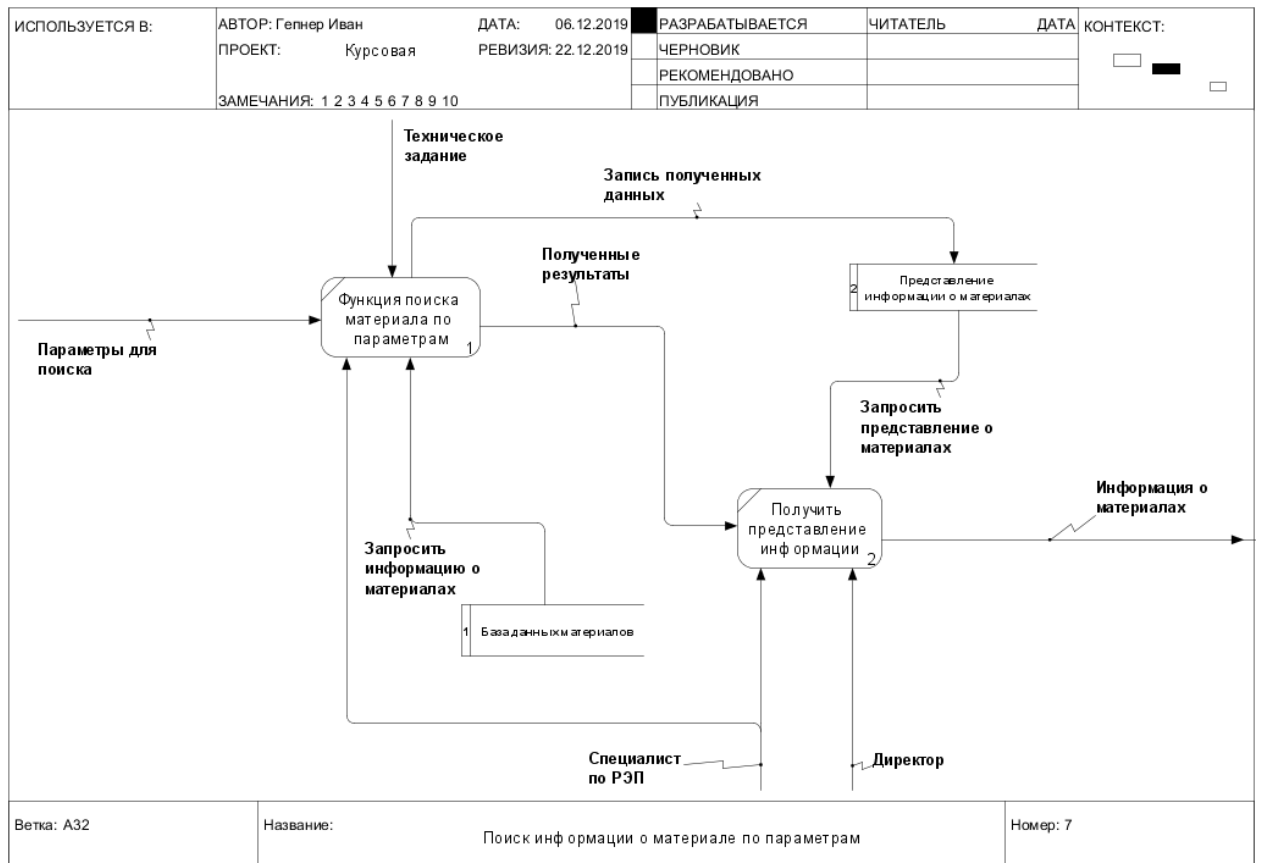 ИСПОЛЬЗУЕТСЯ В:
АВТОР: Гепнер Иван
ДАТА: 06.12.2019
ПРОЕКТ: Курсовая
РЕВИЗИЯ: 22.12.2019
ЗАМЕЧАНИЯ: 1 2 3 4 5 6 7 8 9 10
РАЗРАБАТЫВАЕТСЯ
ЧЕРНОВИК
РЕКОМЕНДОВАНО
ПУБЛИКАЦИЯ
ЧИТАТЕЛЬ
ДАТА
КОНТЕКСТ:
Техническое
задание
Запись полученных
данных
Полученные
результаты
2
Представление
информации о материалах
Функция поиска
материала по
параметрам
1
Параметры для
поиска
Запросить
представление о
материалах
Информация о
материалах
Получить
представление
информации
2
Запросить
информацию о
материалах
1
База данных материалов
Специалист
по РЭП
Директор
Ветка: A32
Название:
Поиск информации о материале по параметрам
Номер: 7